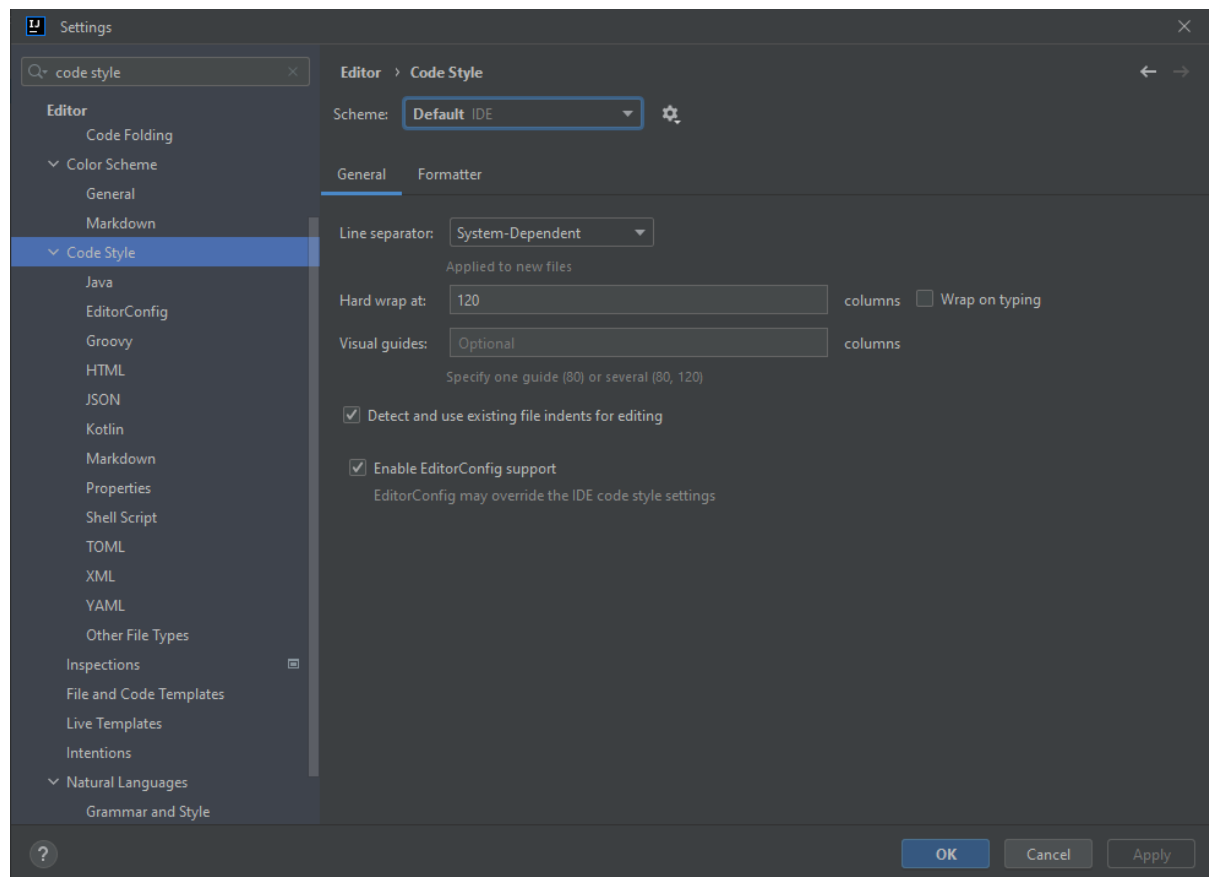 IJ
Settings
code style
Editor
Code Folding
Color Scheme
General
Markdown
Code Style
Java
EditorConfig
Groovy
HTML
JSON
Kotlin
Markdown
Properties
Shell Script
TOML
XML
YAML
Other File Types
Inspections
File and Code Templates
Live Templates
Intentions
Natural Languages
Grammar and Style
Editor › Code Style
Scheme: Default IDE
General Formatter
Line separator: System-Dependent
Applied to new files
Hard wrap at: 120 columns Wrap on typing
Visual guides: Optional columns
Specify one guide (80) or several (80, 120)
Detect and use existing file indents for editing
Enable EditorConfig support
EditorConfig may override the IDE code style settings
? OK Cancel Apply